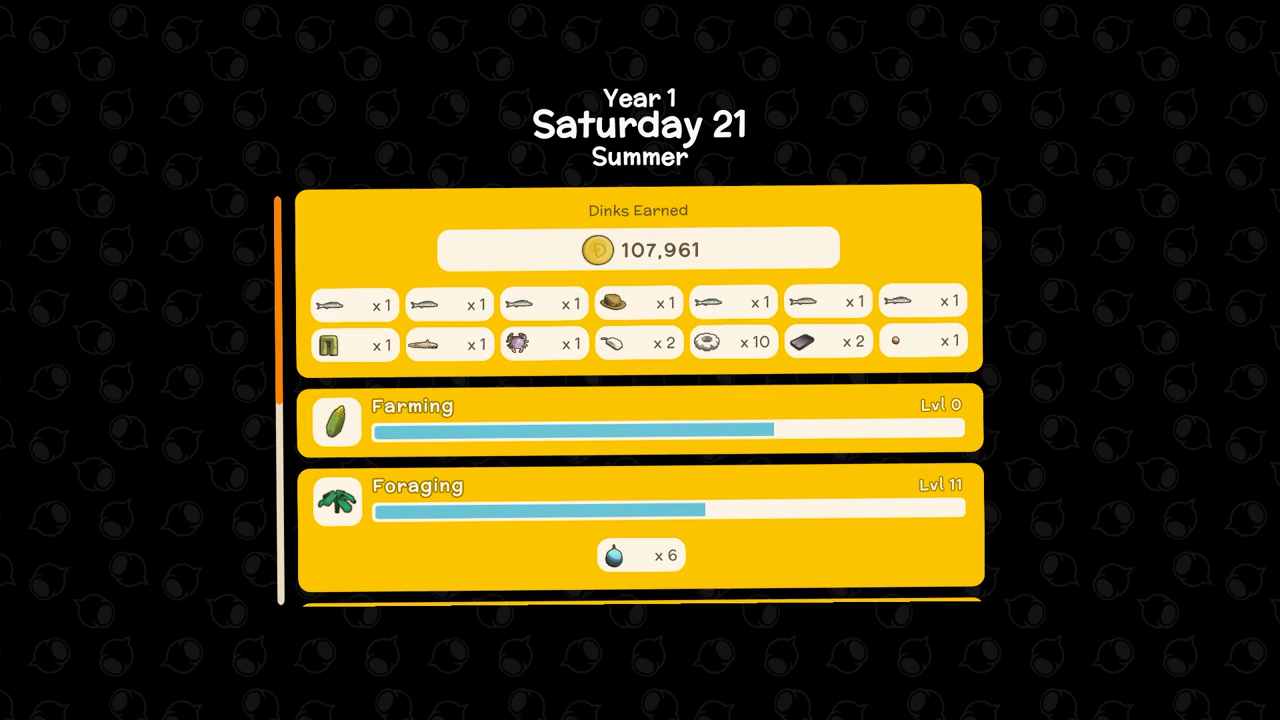 Year 1
Saturday 21
Summer
Dinks Earned
107,961
x 1 x 1 x 1 x 1 x 1 x 1 x 1
x 1 x 1 x 1 x 2 x 10 x 2 x 1
Farming Lvl 0
Foraging Lvl 11
x 6